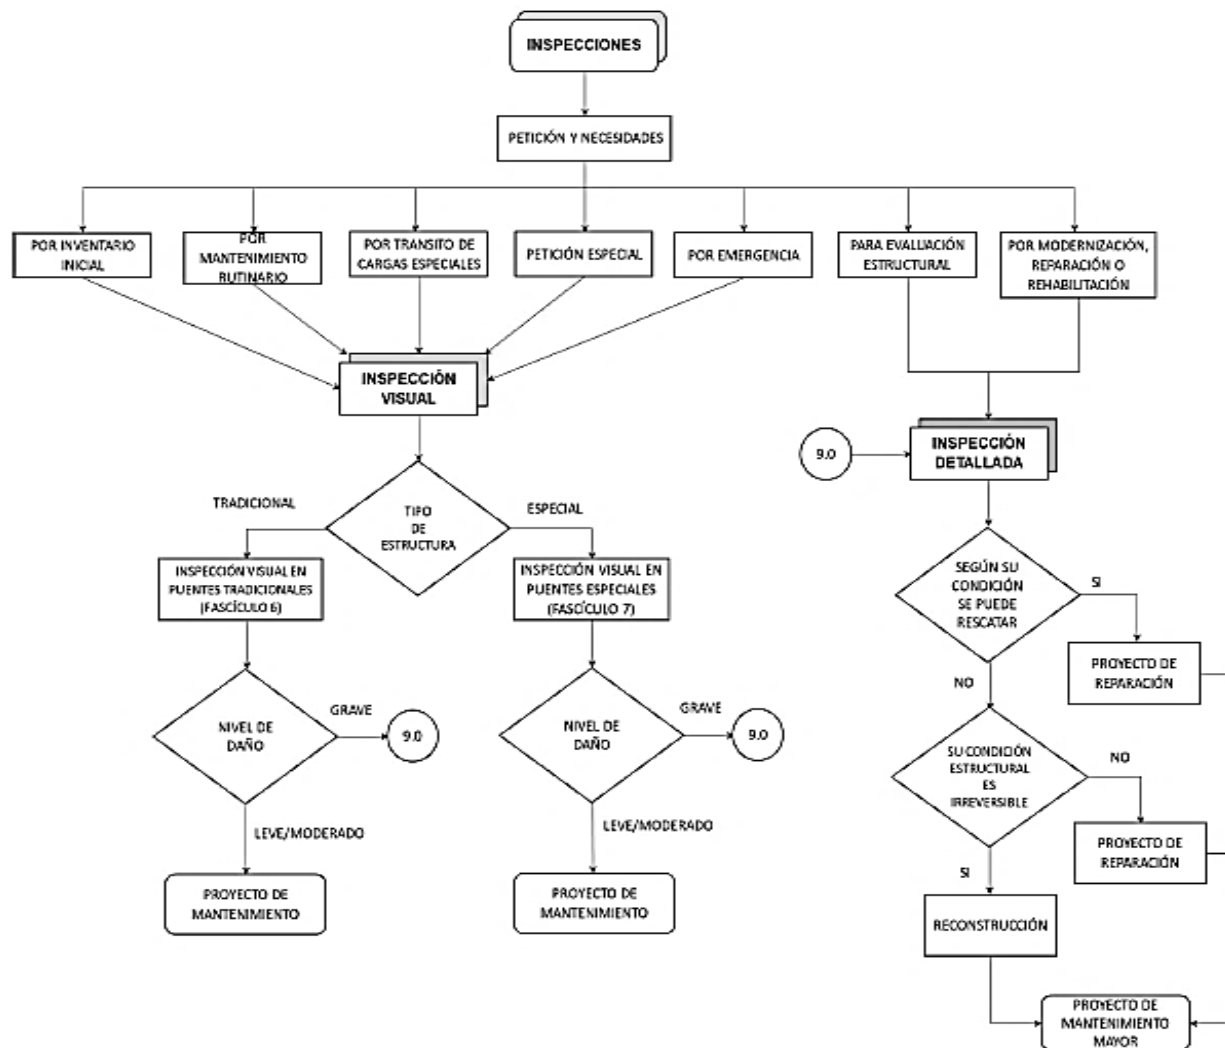 INSPECCIONES
PETICIÓN Y NECESIDADES
POR INVENTARIO
INICIAL
POR
MANTENIMIENTO
RUTINARIO
POR TRANSITO DE
CARGAS ESPECIALES
PETICIÓN ESPECIAL
POR EMERGENCIA
PARA EVALUACIÓN
ESTRUCTURAL
POR MODERNIZACIÓN,
REPARACIÓN O
REHABILITACIÓN
INSPECCIÓN
VISUAL
9.0
INSPECCIÓN
DETALLADA
TRADICIONAL
TIPO
DE
ESTRUCTURA
ESPECIAL
INSPECCIÓN VISUAL EN
PUENTES TRADICIONALES
(FASCÍCULO 6)
INSPECCIÓN VISUAL EN
PUENTES ESPECIALES
(FASCÍCULO 7)
SEGÚN SU
CONDICIÓN
SE PUEDE
RESCATAR
SI
PROYECTO DE
REPARACIÓN
NO
NIVEL DE
DAÑO
GRAVE
9.0
NIVEL DE
DAÑO
GRAVE
9.0
SU CONDICIÓN
ESTRUCTURAL
ES
IRREVERSIBLE
NO
PROYECTO DE
REPARACIÓN
LEVE/MODERADO
LEVE/MODERADO
SI
PROYECTO DE
MANTENIMIENTO
PROYECTO DE
MANTENIMIENTO
RECONSTRUCCIÓN
PROYECTO DE
MANTENIMIENTO
MAYOR